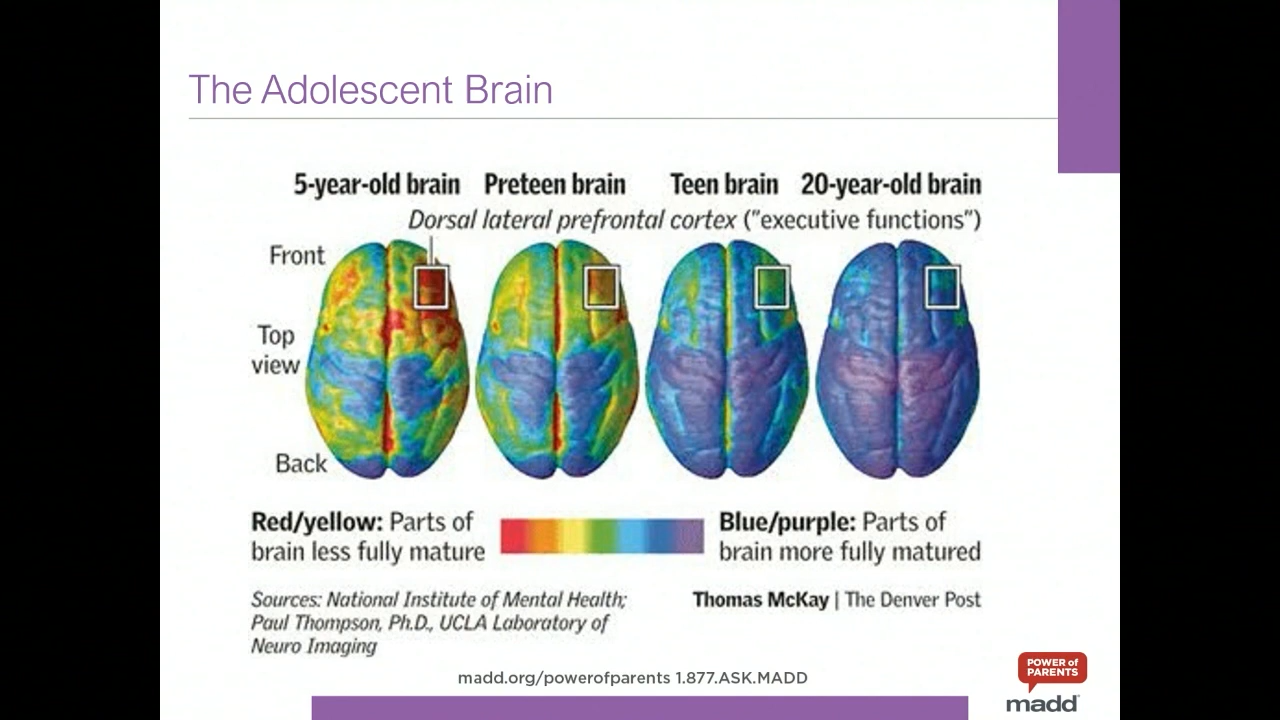 The Adolescent Brain
5-year-old brain Preteen brain Teen brain 20-year-old brain
Dorsal lateral prefrontal cortex ("executive functions")
Front
Top
view
Back
Red/yellow: Parts of
brain less fully mature
Blue/purple: Parts of
brain more fully matured
Sources: National Institute of Mental Health;
Paul Thompson, Ph.D., UCLA Laboratory of
Neuro Imaging
Thomas McKay | The Denver Post
madd.org/powerofparents 1.877.ASK.MADD
POWER of
PARENTS
madd